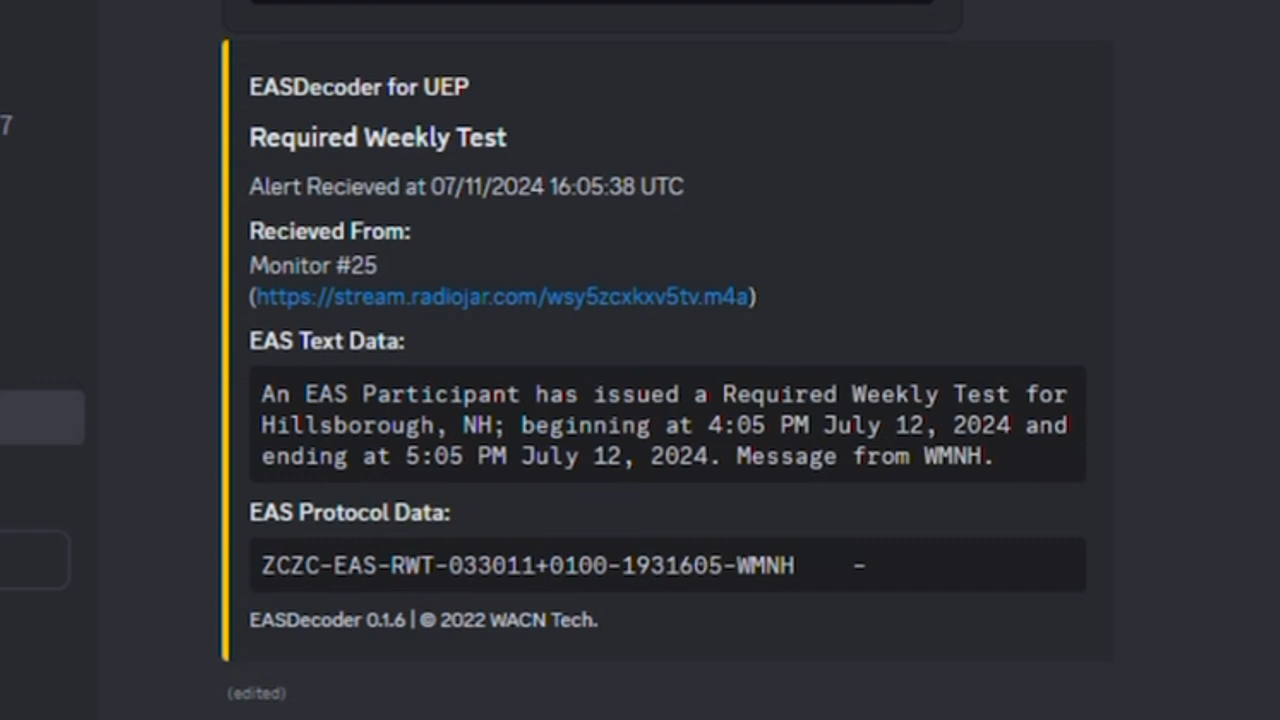 7
EASDecoder for UEP
Required Weekly Test
Alert Recieved at 07/11/2024 16:05:38 UTC
Recieved From:
Monitor #25
(https://stream.radiojar.com/wsy5zcxkxv5tv.m4a)
EAS Text Data:
An EAS Participant has issued a Required Weekly Test for
Hillsborough, NH; beginning at 4:05 PM July 12, 2024 and
ending at 5:05 PM July 12, 2024. Message from WMNH.
EAS Protocol Data:
ZCZC-EAS-RWT-033011+0100-1931605-WMNH    -
EASDecoder 0.1.6 | © 2022 WACN Tech.
(edited)